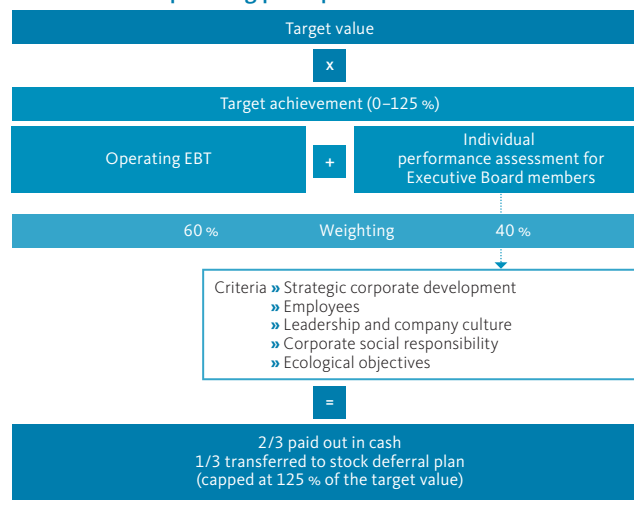 Target value
x
Target achievement (0–125 %)
Operating EBT
+
Individual
performance assessment for
Executive Board members
60 % Weighting 40 %
Criteria » Strategic corporate development
» Employees
» Leadership and company culture
» Corporate social responsibility
» Ecological objectives
=
2/3 paid out in cash
1/3 transferred to stock deferral plan
(capped at 125 % of the target value)